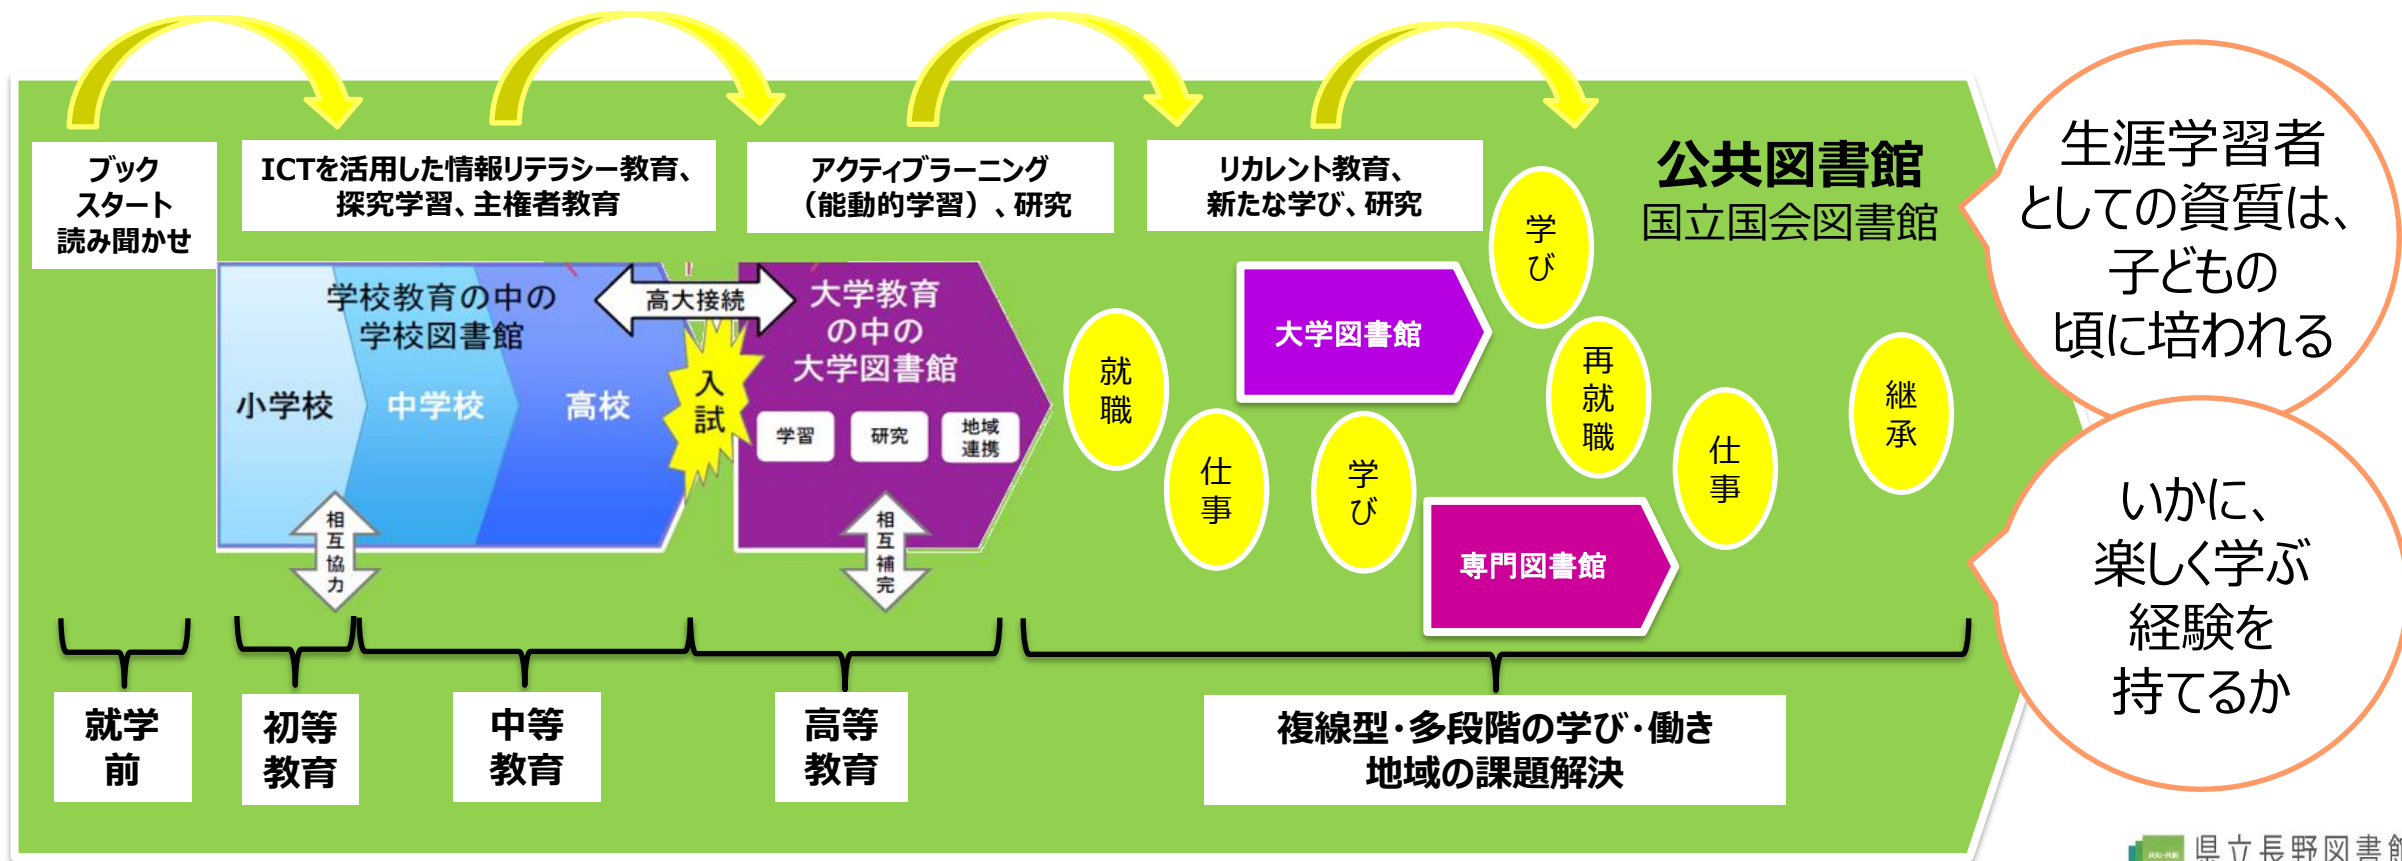 ブック
スタート
読み聞かせ
ICTを活用した情報リテラシー教育、
探究学習、主権者教育
アクティブラーニング
（能動的学習）、研究
リカレント教育、
新たな学び、研究
公共図書館
国立国会図書館
生涯学習者
としての資質は、
子どもの
頃に培われる
学校教育の中の
学校図書館
小学校
中学校
高校
高大接続
入試
大学教育
の中の
大学図書館
学習
研究
地域
連携
相互協力
相互補完
就職
仕事
大学図書館
学び
学び
再就職
仕事
専門図書館
継承
いかに、
楽しく学ぶ
経験を
持てるか
就学
前
初等
教育
中等
教育
高等
教育
複線型・多段階の学び・働き
地域の課題解決
県立長野図書館